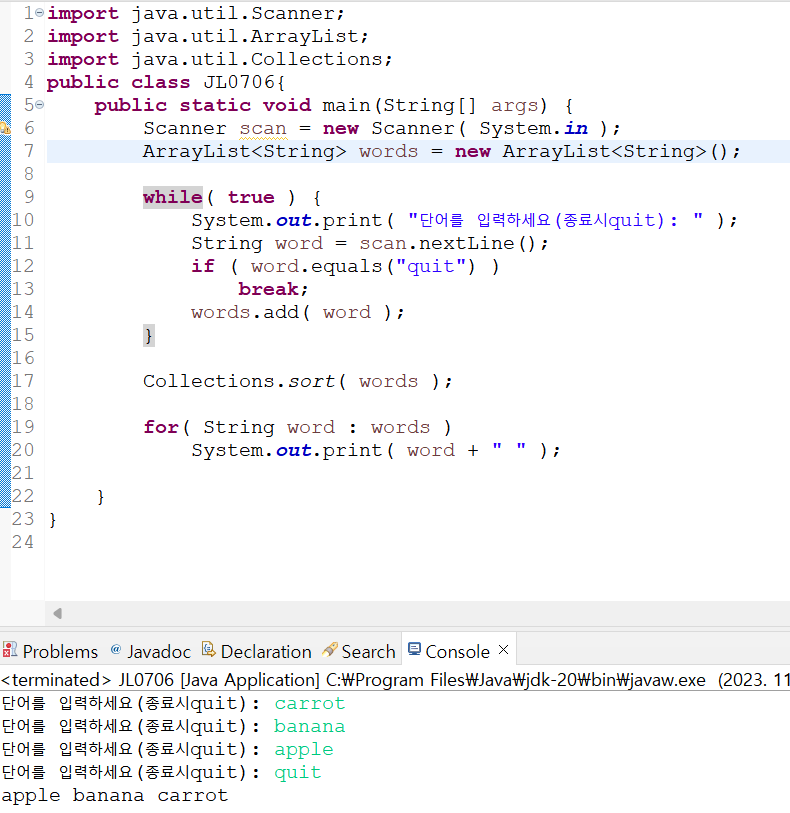 1 import java.util.Scanner;
2 import java.util.ArrayList;
3 import java.util.Collections;
4 public class JL0706{
5     public static void main(String[] args) {
6         Scanner scan = new Scanner( System.in );
7         ArrayList<String> words = new ArrayList<String>();
8
9         while( true ) {
10             System.out.print( "단어를 입력하세요(종료시quit): " );
11             String word = scan.nextLine();
12             if ( word.equals("quit") )
13                 break;
14             words.add( word );
15         }
16
17         Collections.sort( words );
18
19         for( String word : words )
20             System.out.print( word + " " );
21
22     }
23 }
24
Problems @ Javadoc Declaration Search Console
<terminated> JL0706 [Java Application] C:₩Program Files₩Java₩jdk-20₩bin₩javaw.exe (2023. 11
단어를 입력하세요(종료시quit): carrot
단어를 입력하세요(종료시quit): banana
단어를 입력하세요(종료시quit): apple
단어를 입력하세요(종료시quit): quit
apple banana carrot